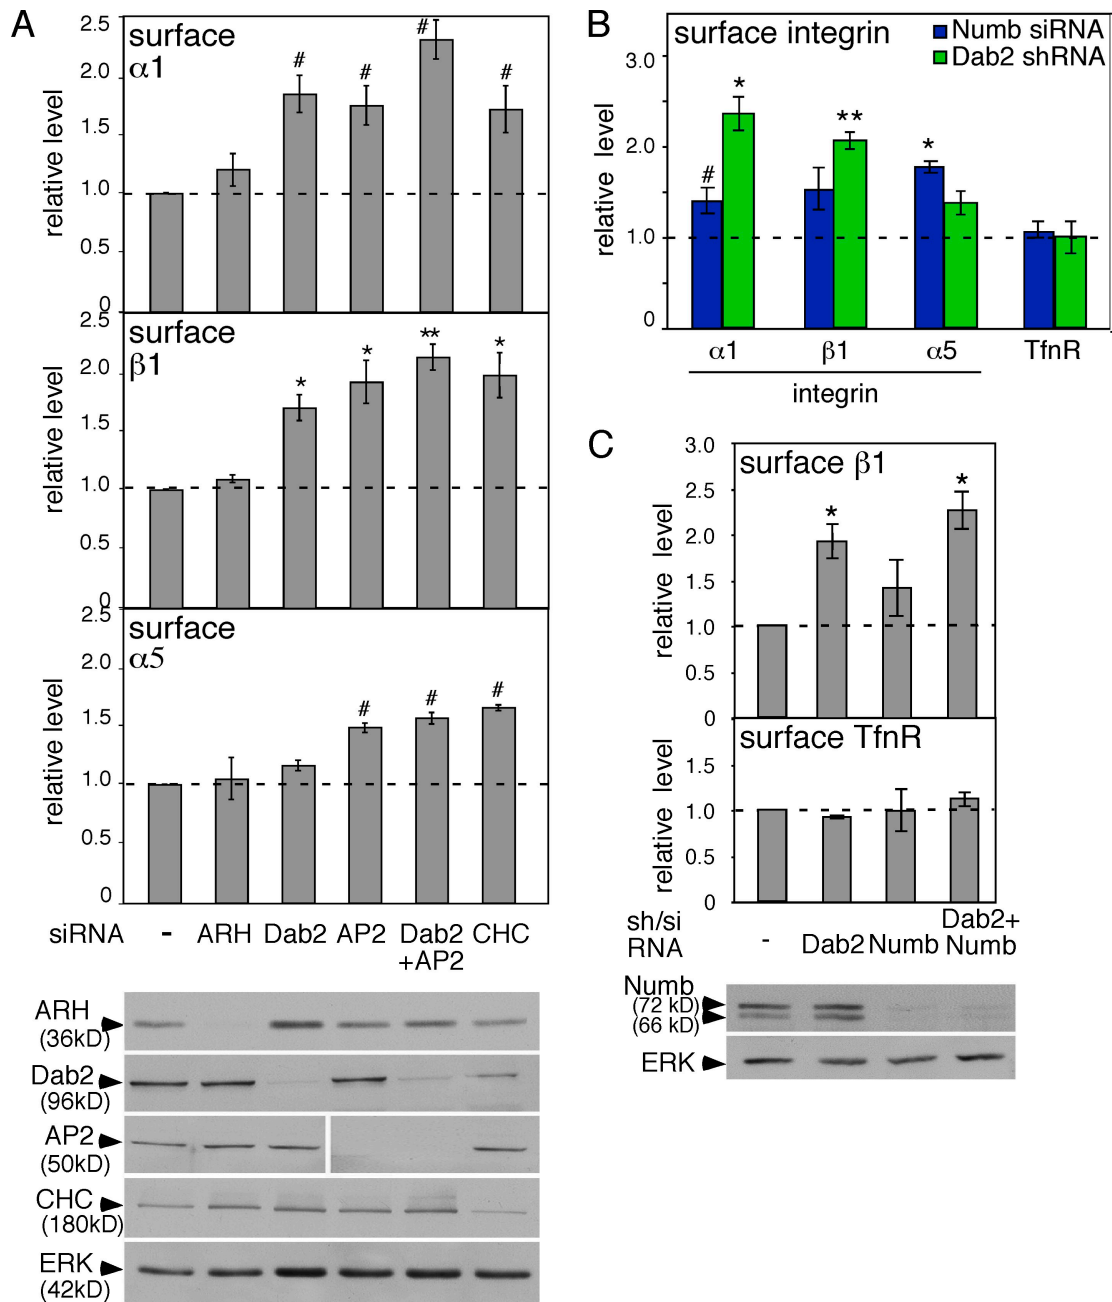 A
surface
α1
relative level
2.5
2.0
1.5
1.0
0.5
0
#
#
#
#
surface
β1
relative level
2.5
2.0
1.5
1.0
0.5
0
*
*
**
*
surface
α5
relative level
2.5
2.0
1.5
1.0
0.5
0
#
#
#
siRNA - ARH Dab2 AP2 Dab2 CHC
+AP2
ARH
(36kD)
Dab2
(96kD)
AP2
(50kD)
CHC
(180kD)
ERK
(42kD)
B
surface integrin
Numb siRNA
Dab2 shRNA
relative level
3.0
2.0
1.0
0
#
*
**
*
α1 β1 α5 TfnR
integrin
C
surface β1
relative level
3.0
2.5
2.0
1.5
1.0
0.5
0
*
*
surface TfnR
relative level
1.5
1.0
0.5
0
sh/si
RNA
- Dab2 Numb Dab2+
Numb
Numb
(72 kD)
(66 kD)
ERK